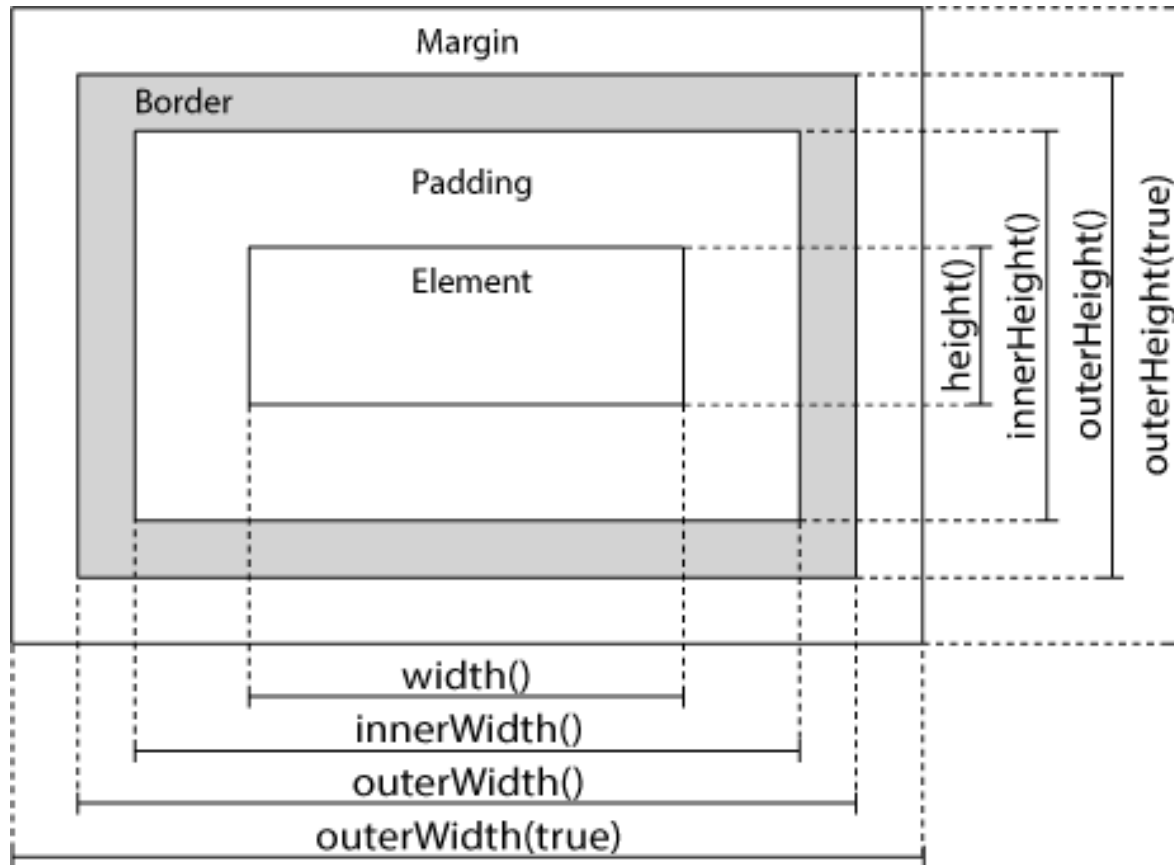 Margin
Border
Padding
Element
height()
innerHeight()
outerHeight()
outerHeight(true)
width()
innerWidth()
outerWidth()
outerWidth(true)